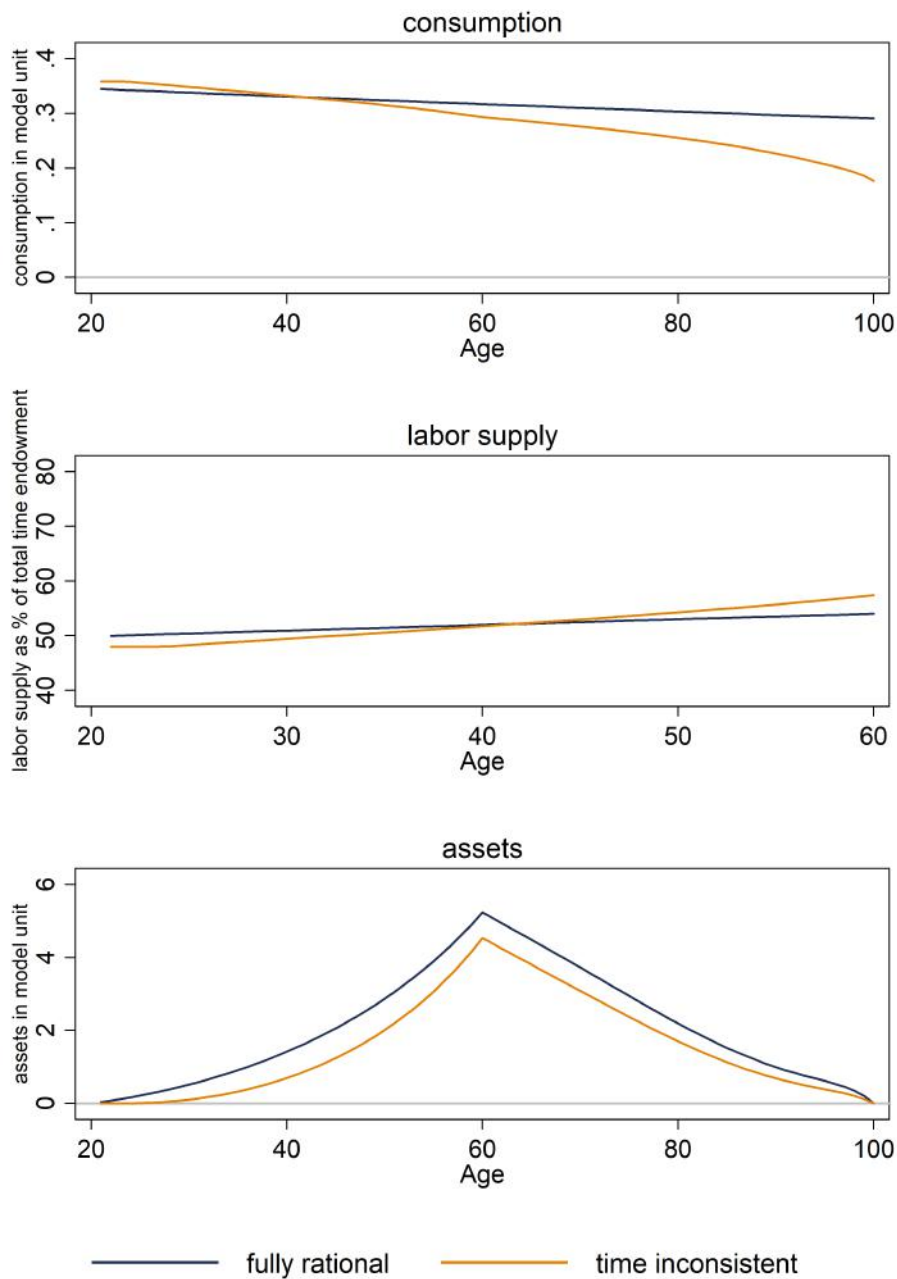 consumption
consumption in model unit
.4
.3
.2
.1
0
20 40 60 80 100
Age
labor supply
labor supply as % of total time endowment
80
70
60
50
40
20 30 40 50 60
Age
assets
assets in model unit
6
4
2
0
20 40 60 80 100
Age
fully rational time inconsistent